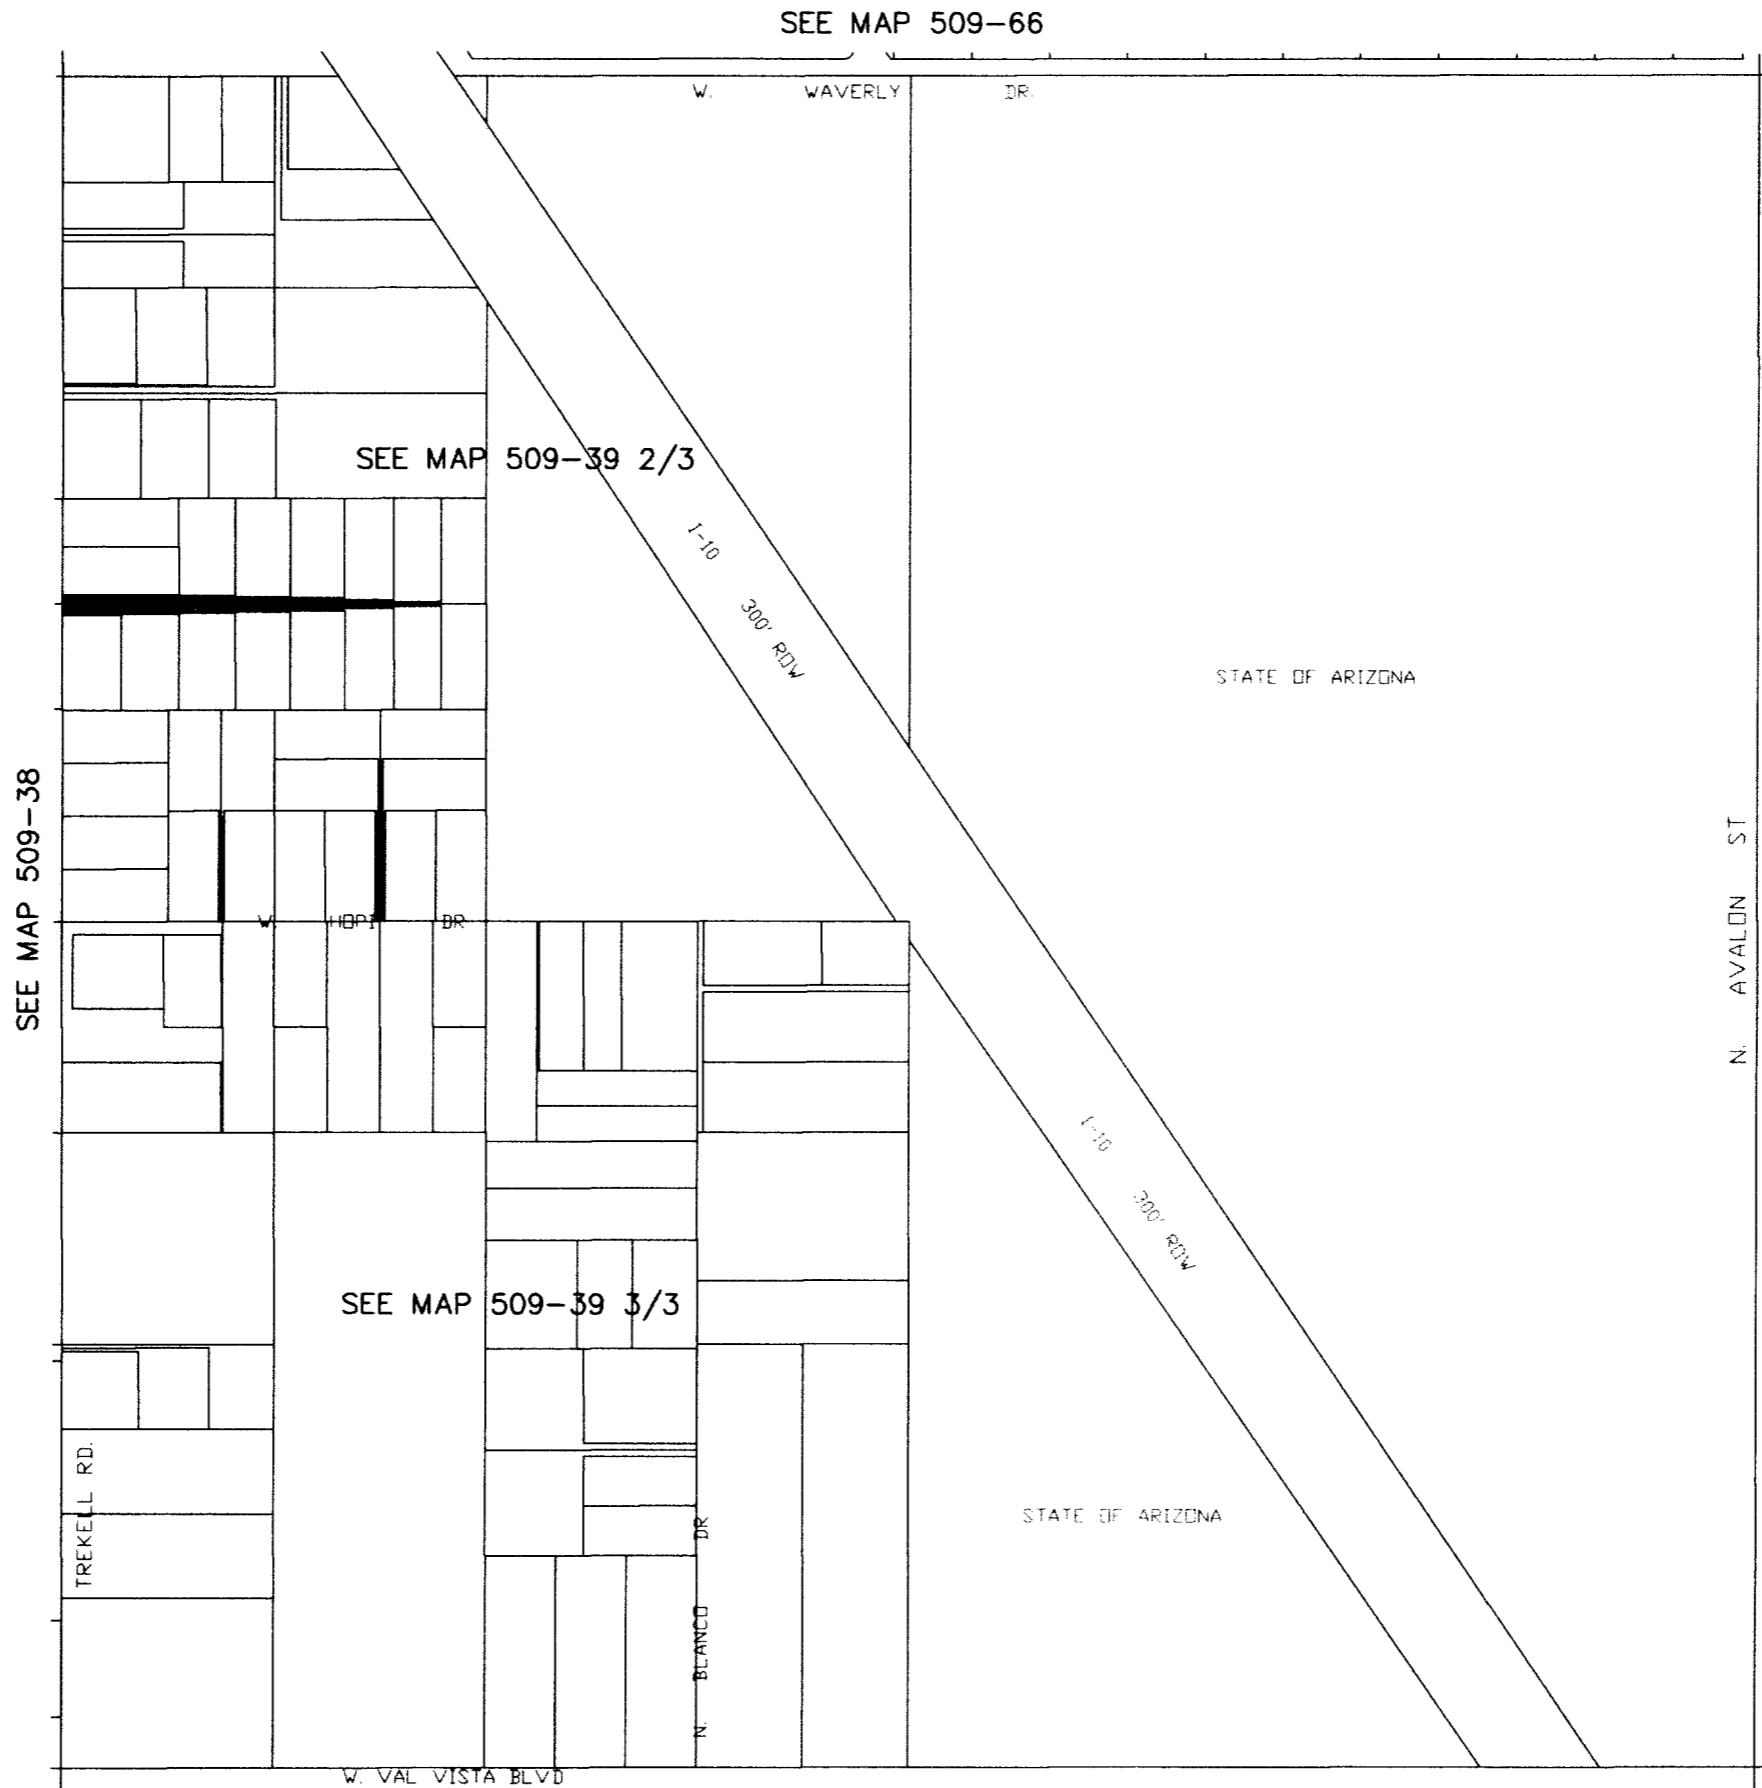 SEE MAP 509-66
W. WAVERLY DR.
SEE MAP 509-39 2/3
I-10 300' ROW
STATE OF ARIZONA
SEE MAP 509-38
N. AVALON ST
W. HOPI DR
I-10 300' ROW
SEE MAP 509-39 3/3
TREKELL RD.
STATE OF ARIZONA
N. BLANCO DR
W. VAL VISTA BLVD